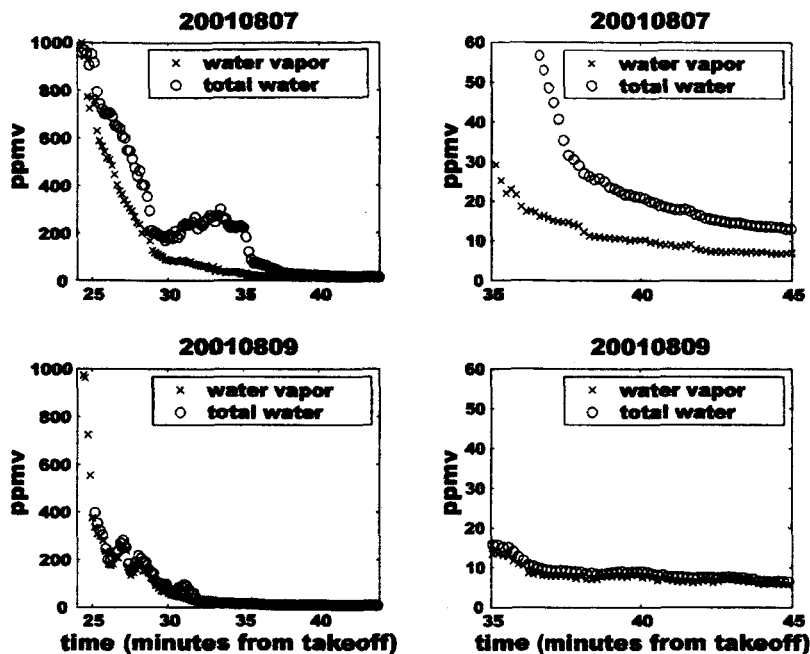 20010807
1000
800
600
400
200
0
25 30 35 40
ppmv
× water vapor
○ total water
20010807
60
50
40
30
20
10
0
35 40 45
ppmv
× water vapor
○ total water
20010809
1000
800
600
400
200
0
25 30 35 40
ppmv
× water vapor
○ total water
time (minutes from takeoff)
20010809
60
50
40
30
20
10
0
35 40 45
ppmv
× water vapor
○ total water
time (minutes from takeoff)